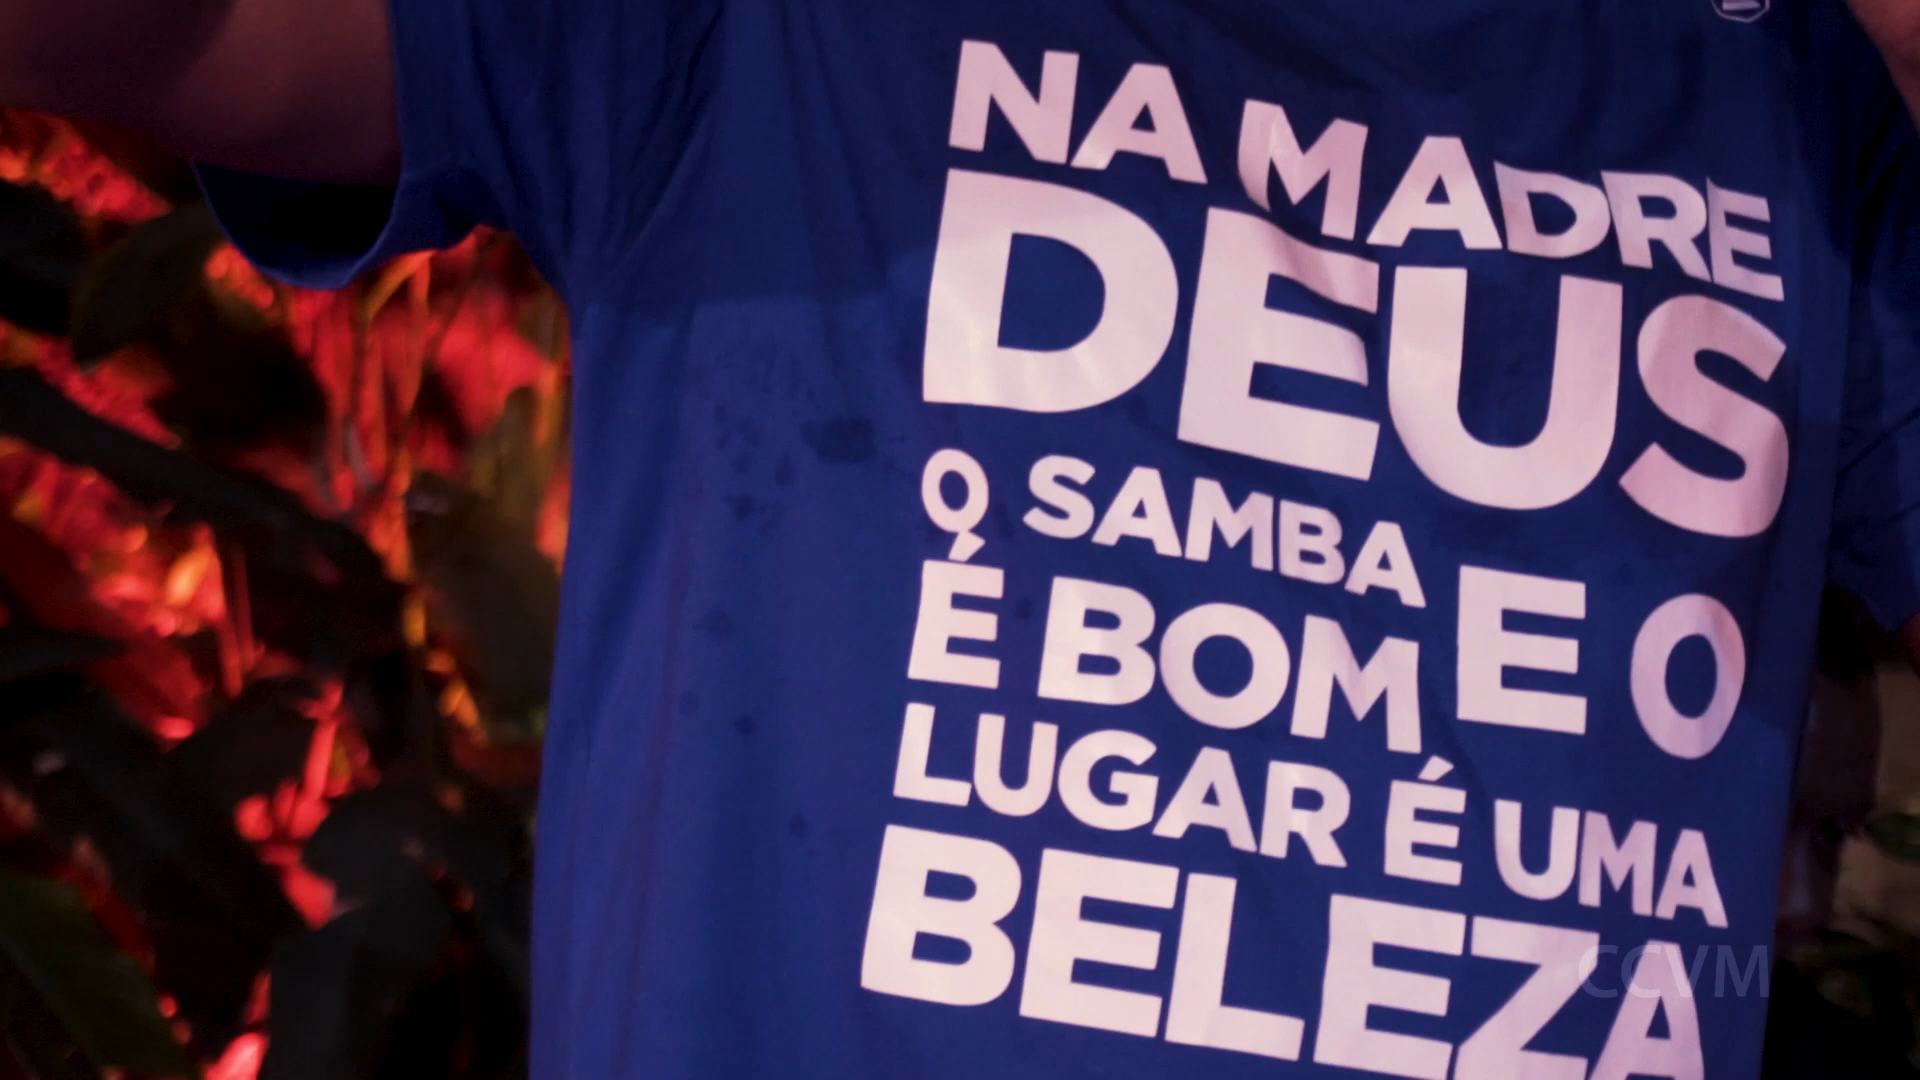 NA MADRE
DEUS
O SAMBA
É BOM E O
LUGAR É UMA
BELEZA
CCVM